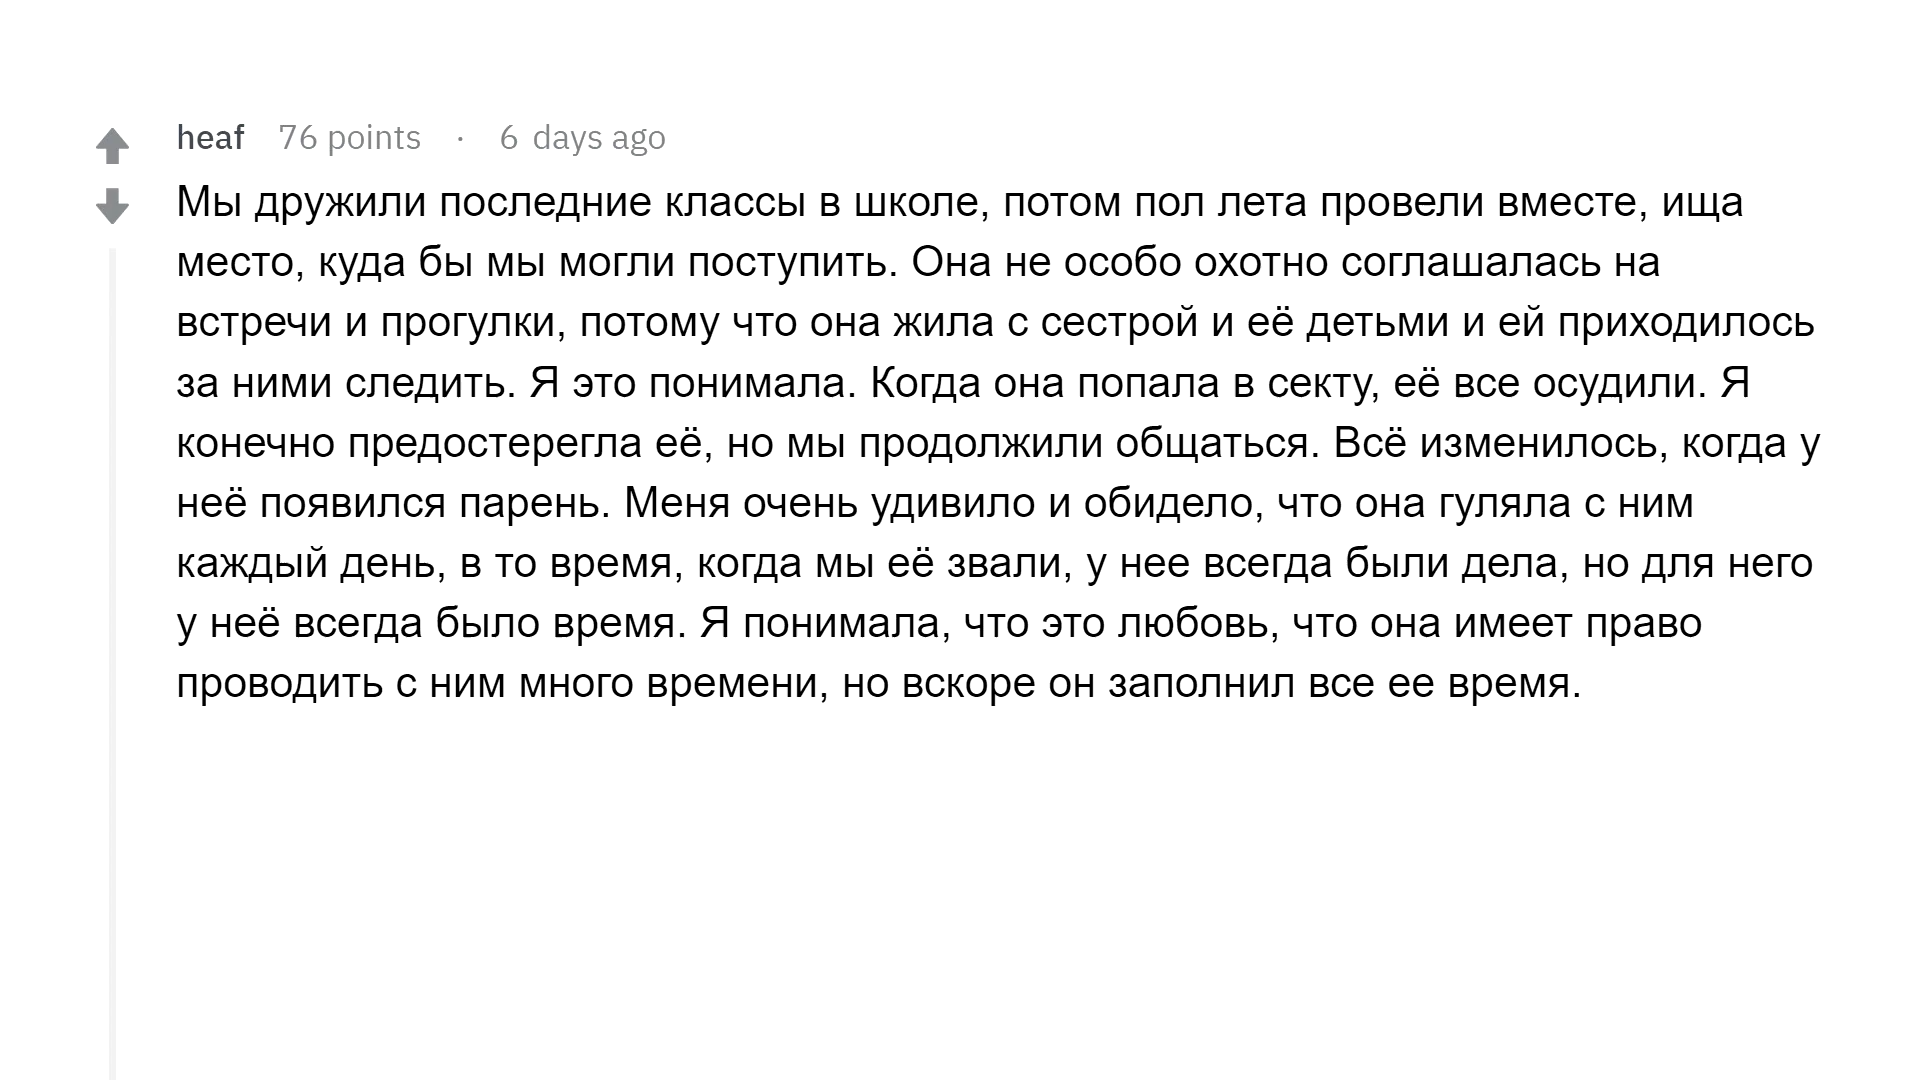 heaf 76 points · 6 days ago
Мы дружили последние классы в школе, потом пол лета провели вместе, ища
место, куда бы мы могли поступить. Она не особо охотно соглашалась на
встречи и прогулки, потому что она жила с сестрой и её детьми и ей приходилось
за ними следить. Я это понимала. Когда она попала в секту, её все осудили. Я
конечно предостерегла её, но мы продолжили общаться. Всё изменилось, когда у
неё появился парень. Меня очень удивило и обидело, что она гуляла с ним
каждый день, в то время, когда мы её звали, у нее всегда были дела, но для него
у неё всегда было время. Я понимала, что это любовь, что она имеет право
проводить с ним много времени, но вскоре он заполнил все ее время.